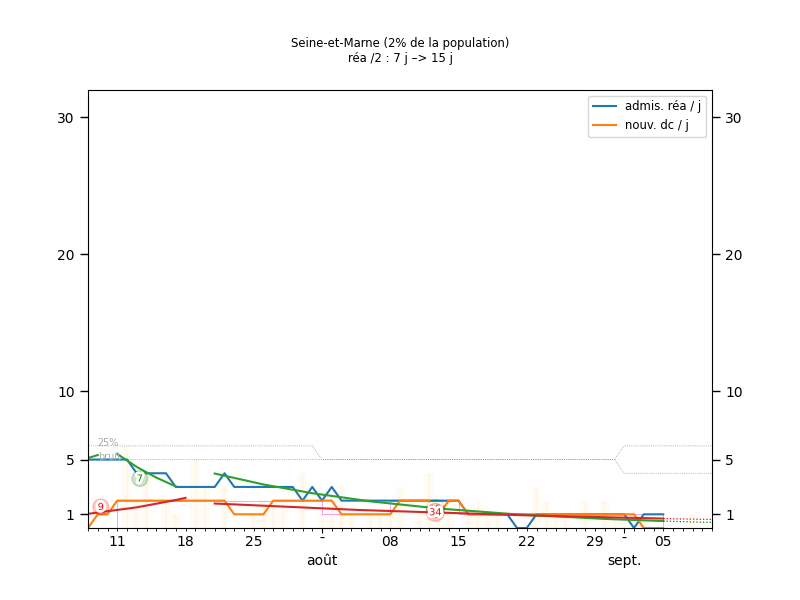 Seine-et-Marne (2% de la population)
réa /2 : 7 j –> 15 j
admis. réa / j
nouv. dc / j
30 30
20 20
10 10
25%
5 bruit 5
7
9
34
1 1
11 18 25 - 08 15 22 29 - 05
août sept.